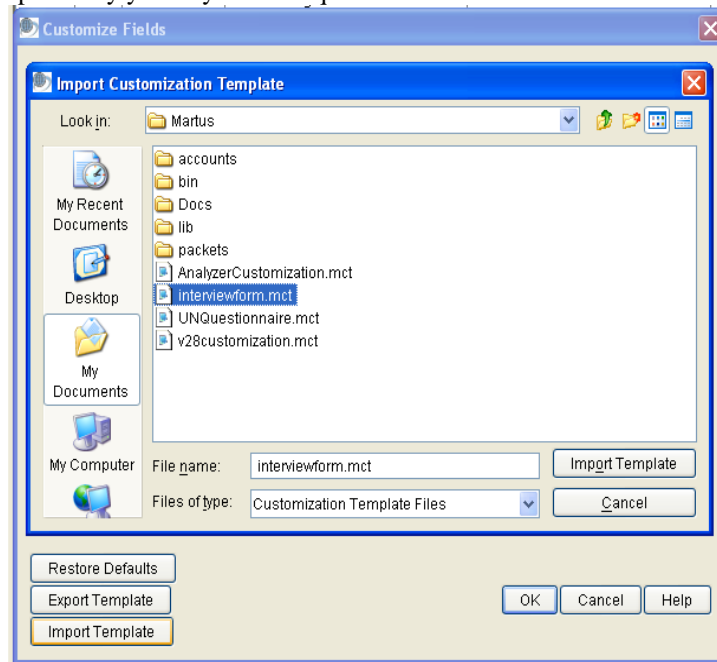 Customize Fields
Import Customization Template
Look in:
Martus
My Recent
Documents
Desktop
My
Documents
My Computer
accounts
bin
Docs
lib
packets
AnalyzerCustomization.mct
interviewform.mct
UNQuestionnaire.mct
v28customization.mct
File name:
interviewform.mct
Import Template
Files of type:
Customization Template Files
Cancel
Restore Defaults
Export Template
OK
Cancel
Help
Import Template